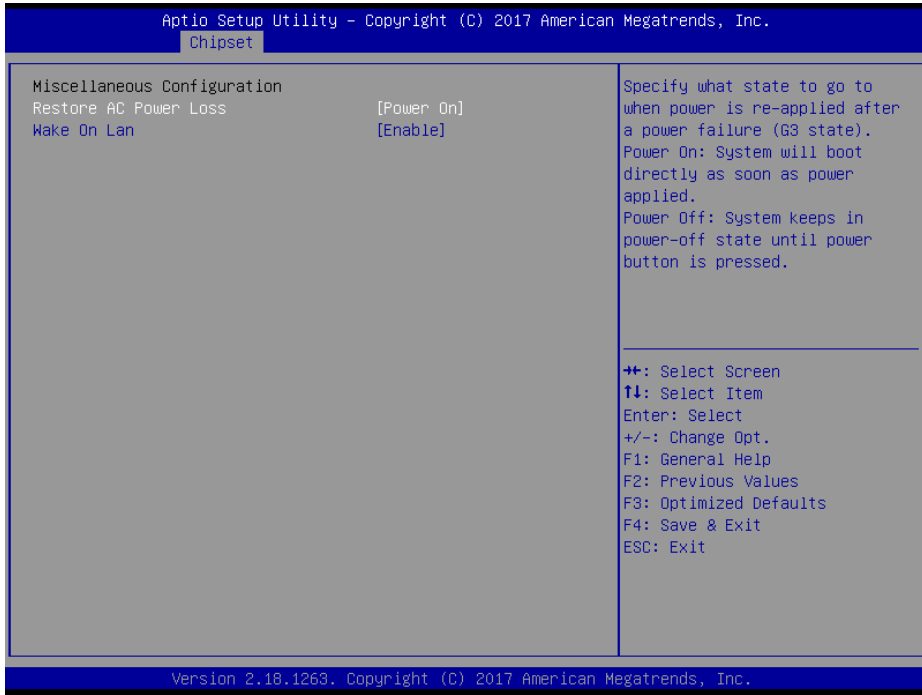 Aptio Setup Utility – Copyright (C) 2017 American Megatrends, Inc.
Chipset
Miscellaneous Configuration
Restore AC Power Loss [Power On]
Wake On Lan [Enable]
Specify what state to go to
when power is re-applied after
a power failure (G3 state).
Power On: System will boot
directly as soon as power
applied.
Power Off: System keeps in
power-off state until power
button is pressed.
→←: Select Screen
↑↓: Select Item
Enter: Select
+/-: Change Opt.
F1: General Help
F2: Previous Values
F3: Optimized Defaults
F4: Save & Exit
ESC: Exit
Version 2.18.1263. Copyright (C) 2017 American Megatrends, Inc.